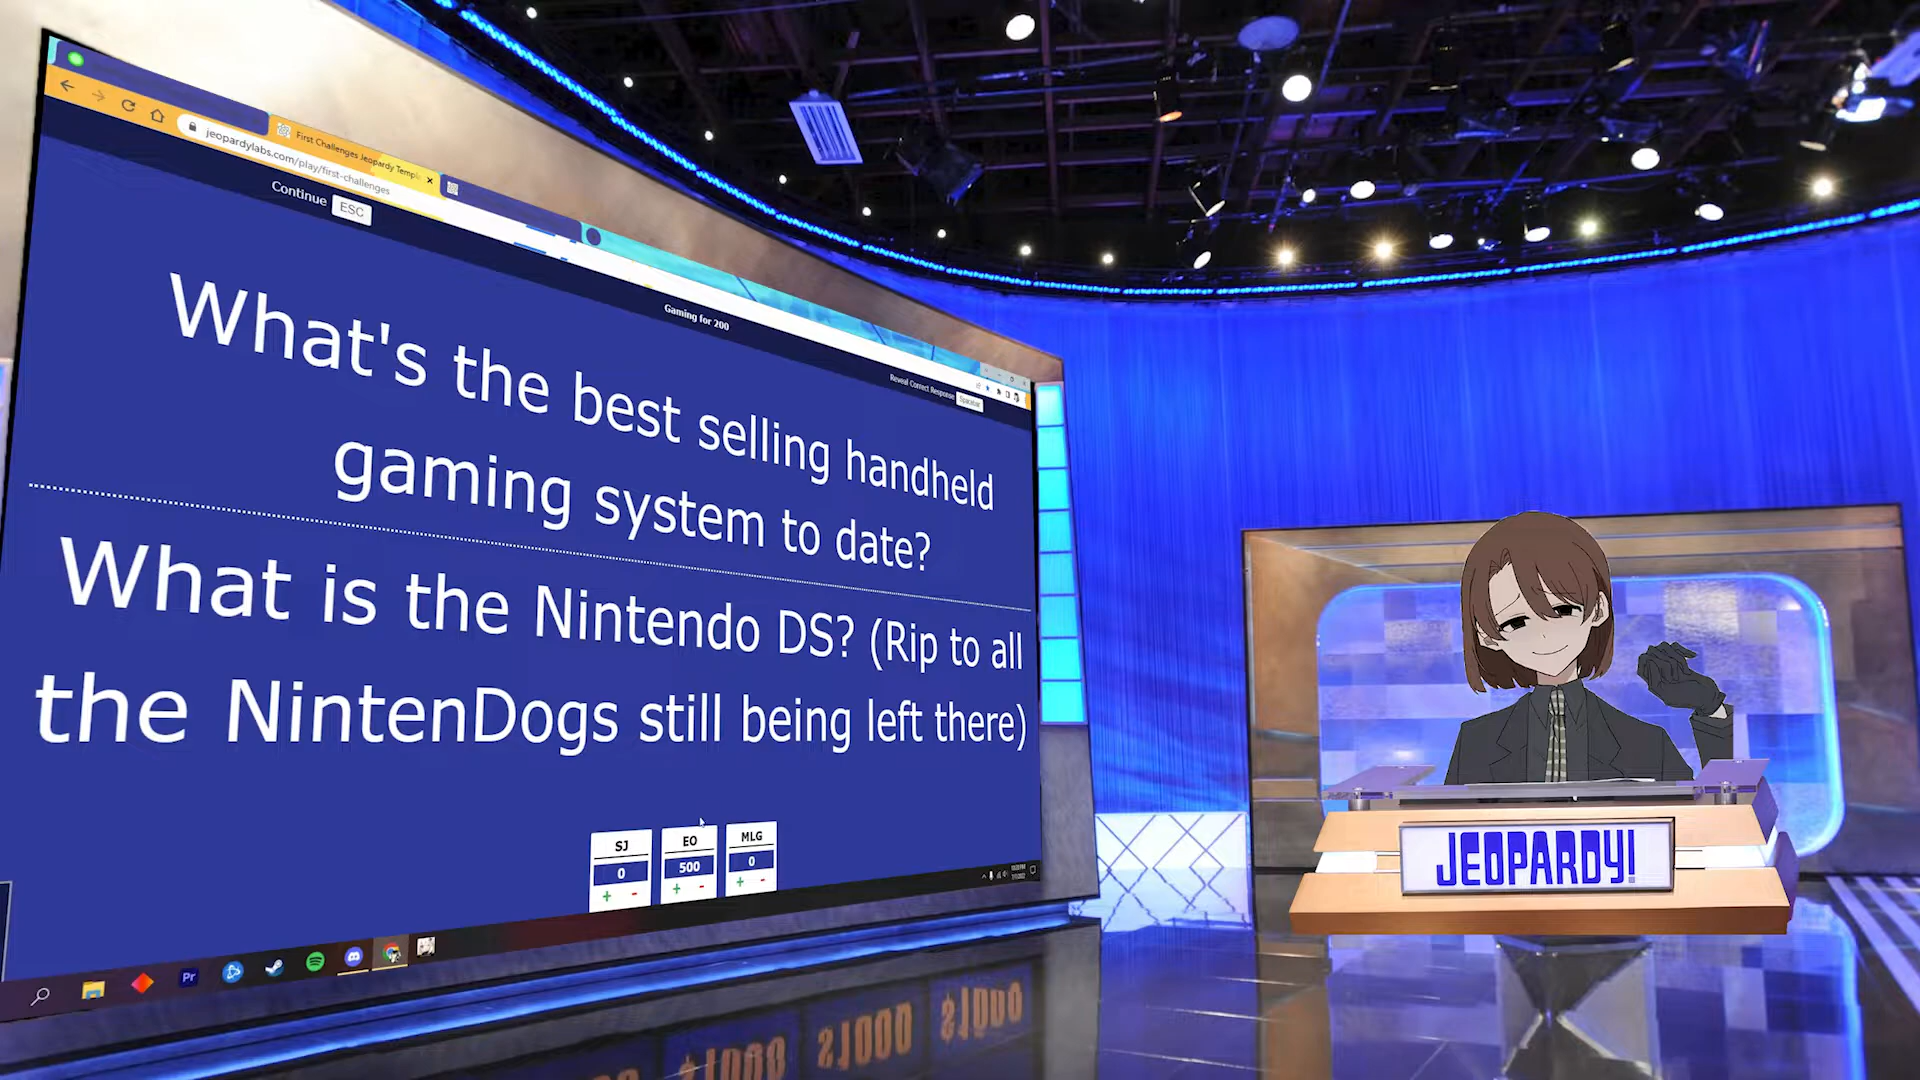 First Challenges Jeopardy Templ
jeopardylabs.com/play/first-challenges
Continue ESC
Gaming for 200
Reveal Correct Response Spacebar
What's the best selling handheld
gaming system to date?
What is the Nintendo DS? (Rip to all
the NintenDogs still being left there)
SJ
0
+ -
EO
500
+ -
MLG
0
+ -
Pr
JEOPARDY!
$1000
$1000